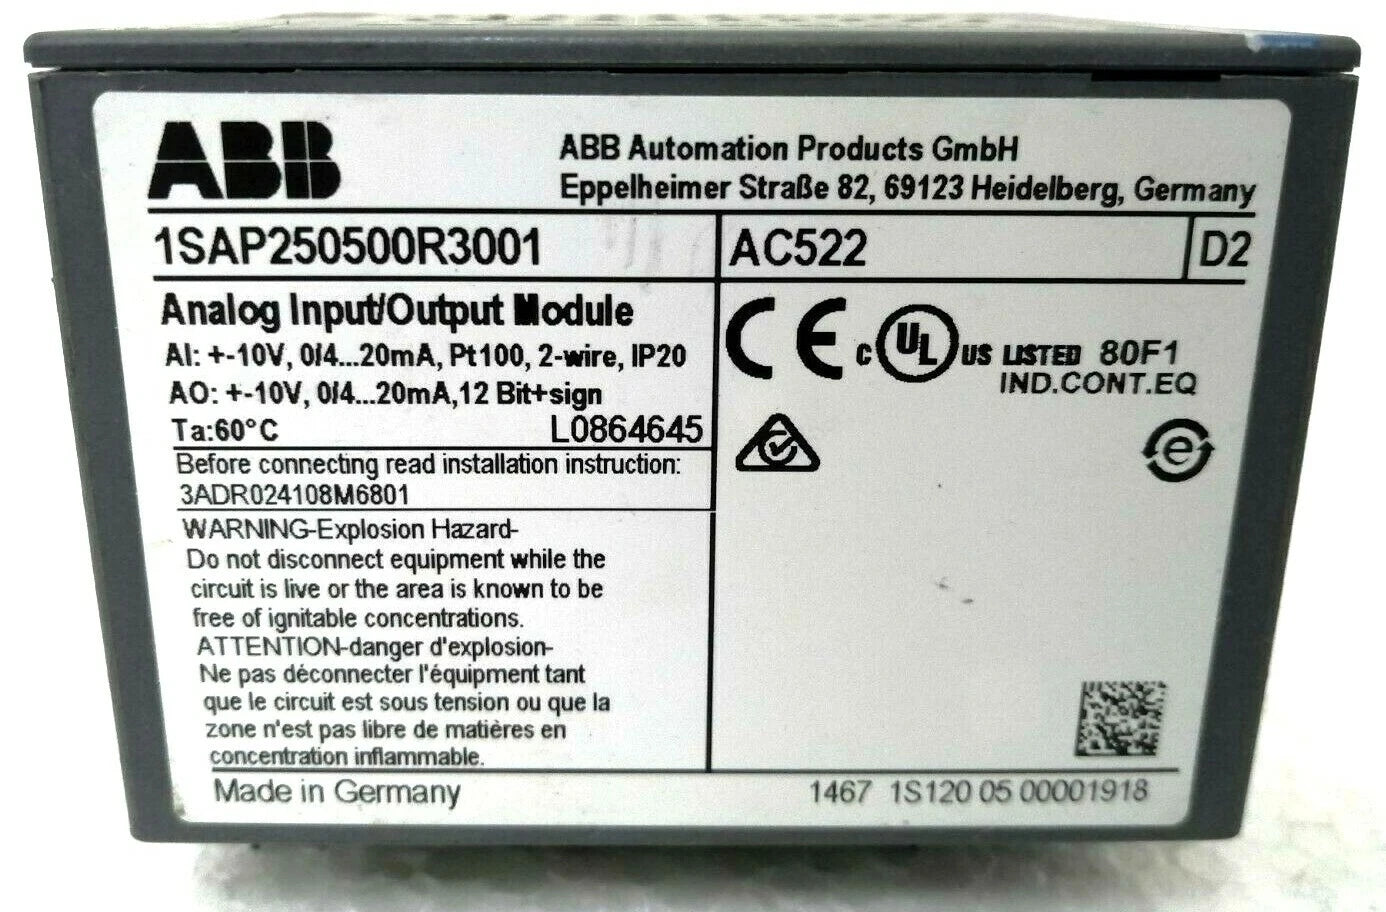 ABB
ABB Automation Products GmbH
Eppelheimer Straße 82, 69123 Heidelberg, Germany
1SAP250500R3001
AC522
D2
Analog Input/Output Module
AI: +-10V, 0/4...20mA, Pt100, 2-wire, IP20
AO: +-10V, 0/4...20mA,12 Bit+sign
Ta:60°C
L0864645
CE
C UL US LISTED 80F1
IND.CONT.EQ
e
Before connecting read installation instruction:
3ADR024108M6801
WARNING-Explosion Hazard-
Do not disconnect equipment while the
circuit is live or the area is known to be
free of ignitable concentrations.
ATTENTION-danger d'explosion-
Ne pas déconnecter l'équipment tant
que le circuit est sous tension ou que la
zone n'est pas libre de matières en
concentration inflammable.
Made in Germany
1467 1S120 05 00001918